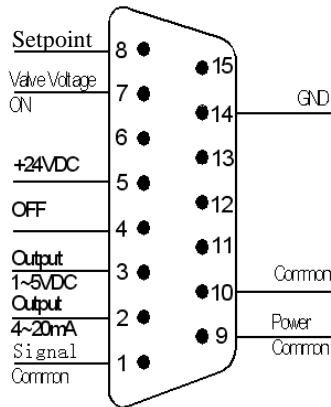 Setpoint
8
Valve Voltage
ON
7
6
+24VDC
5
OFF
4
Output
1~5VDC
3
Output
4~20mA
2
Signal
Common
1
15
14
GND
13
12
11
10
Common
9
Power
Common